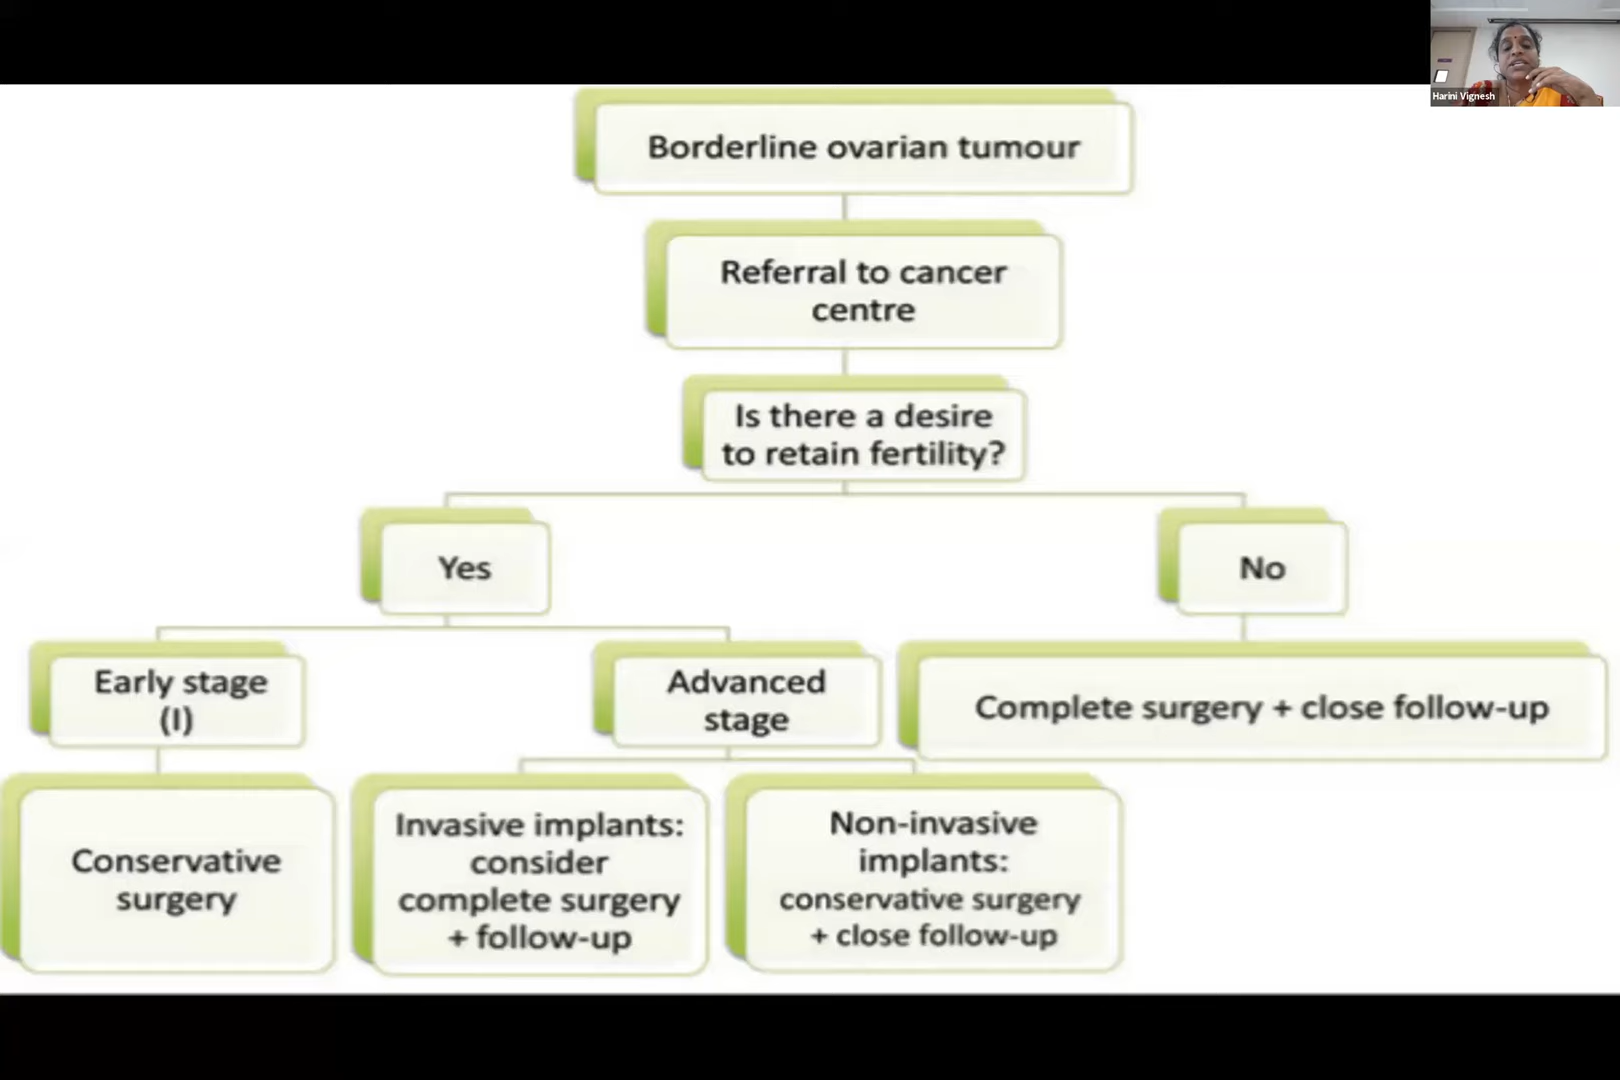 Harini Vignesh
Borderline ovarian tumour
Referral to cancer
centre
Is there a desire
to retain fertility?
Yes
No
Early stage
(I)
Advanced
stage
Complete surgery + close follow-up
Conservative
surgery
Invasive implants:
consider
complete surgery
+ follow-up
Non-invasive
implants:
conservative surgery
+ close follow-up